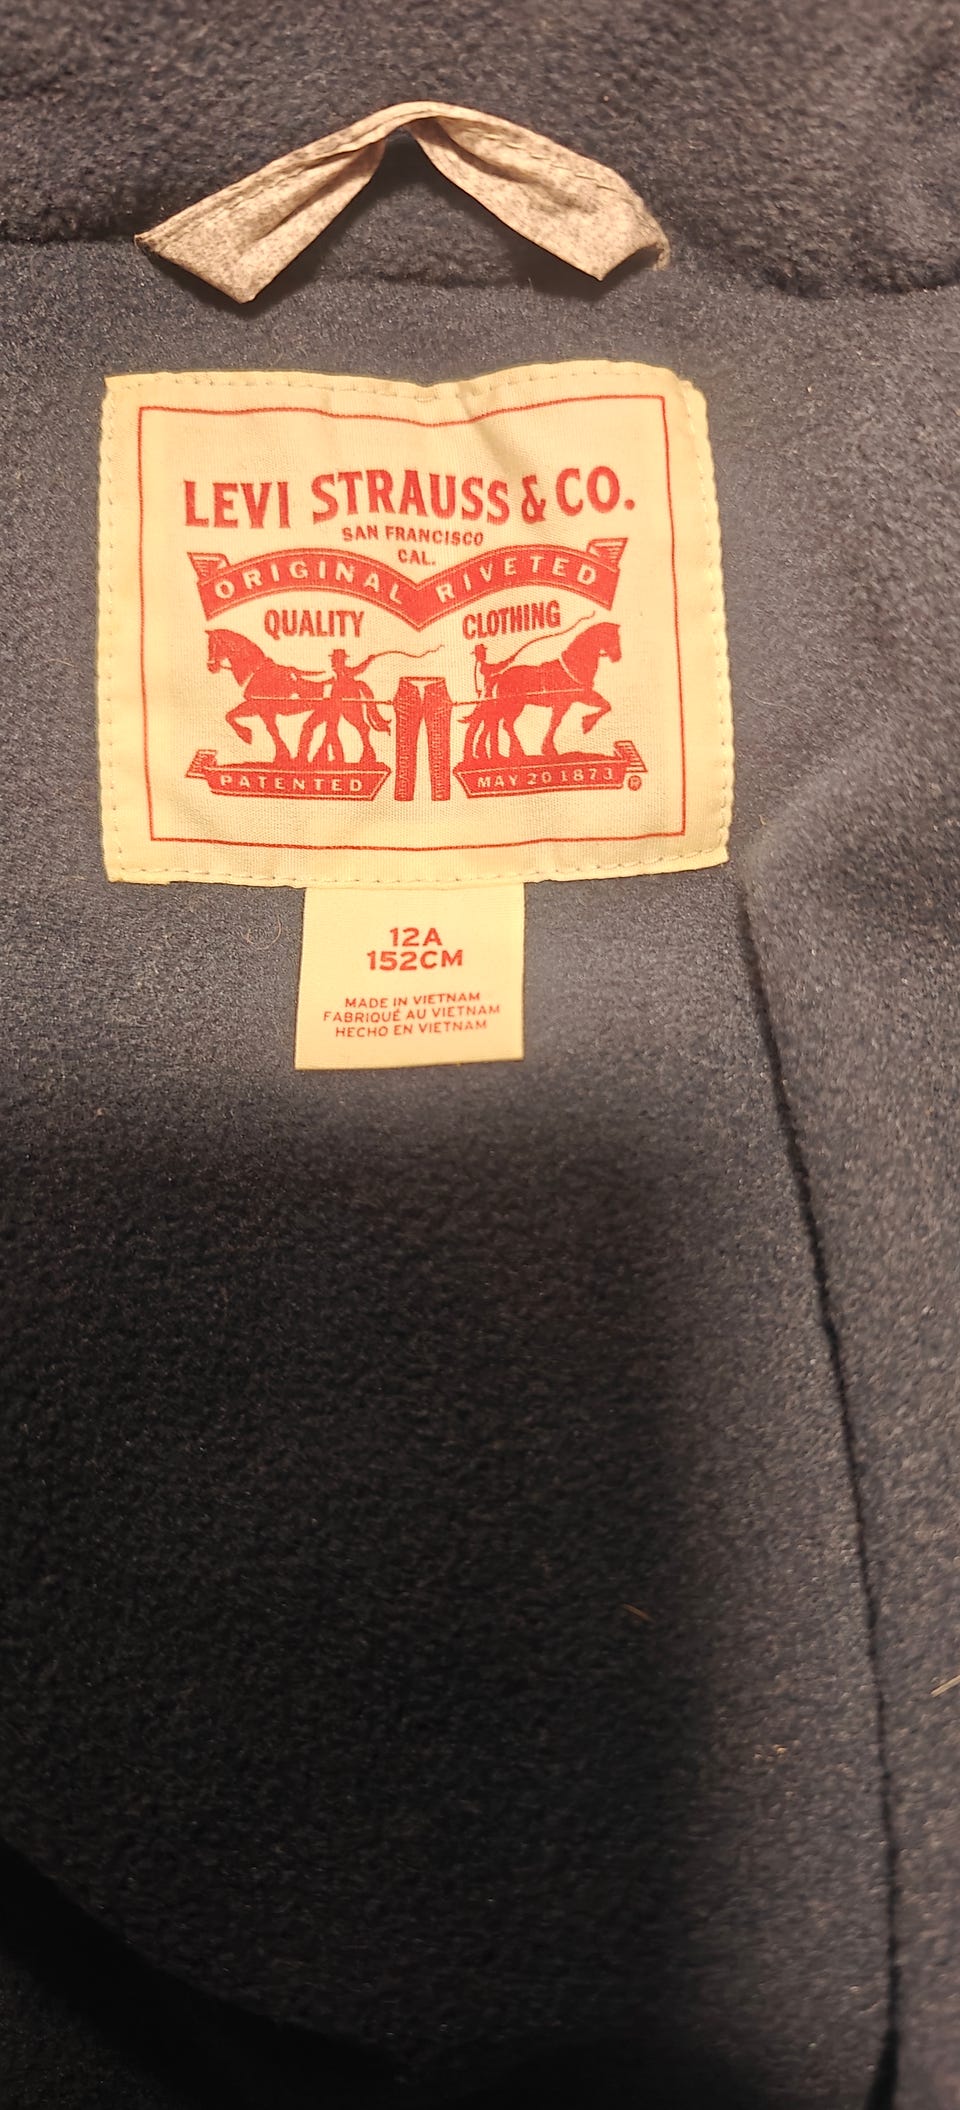 LEVI STRAUSS & CO.
SAN FRANCISCO
CAL.
ORIGINAL RIVETED
QUALITY CLOTHING
PATENTED MAY 20 1873 ®
12A
152CM
MADE IN VIETNAM
FABRIQUÉ AU VIETNAM
HECHO EN VIETNAM